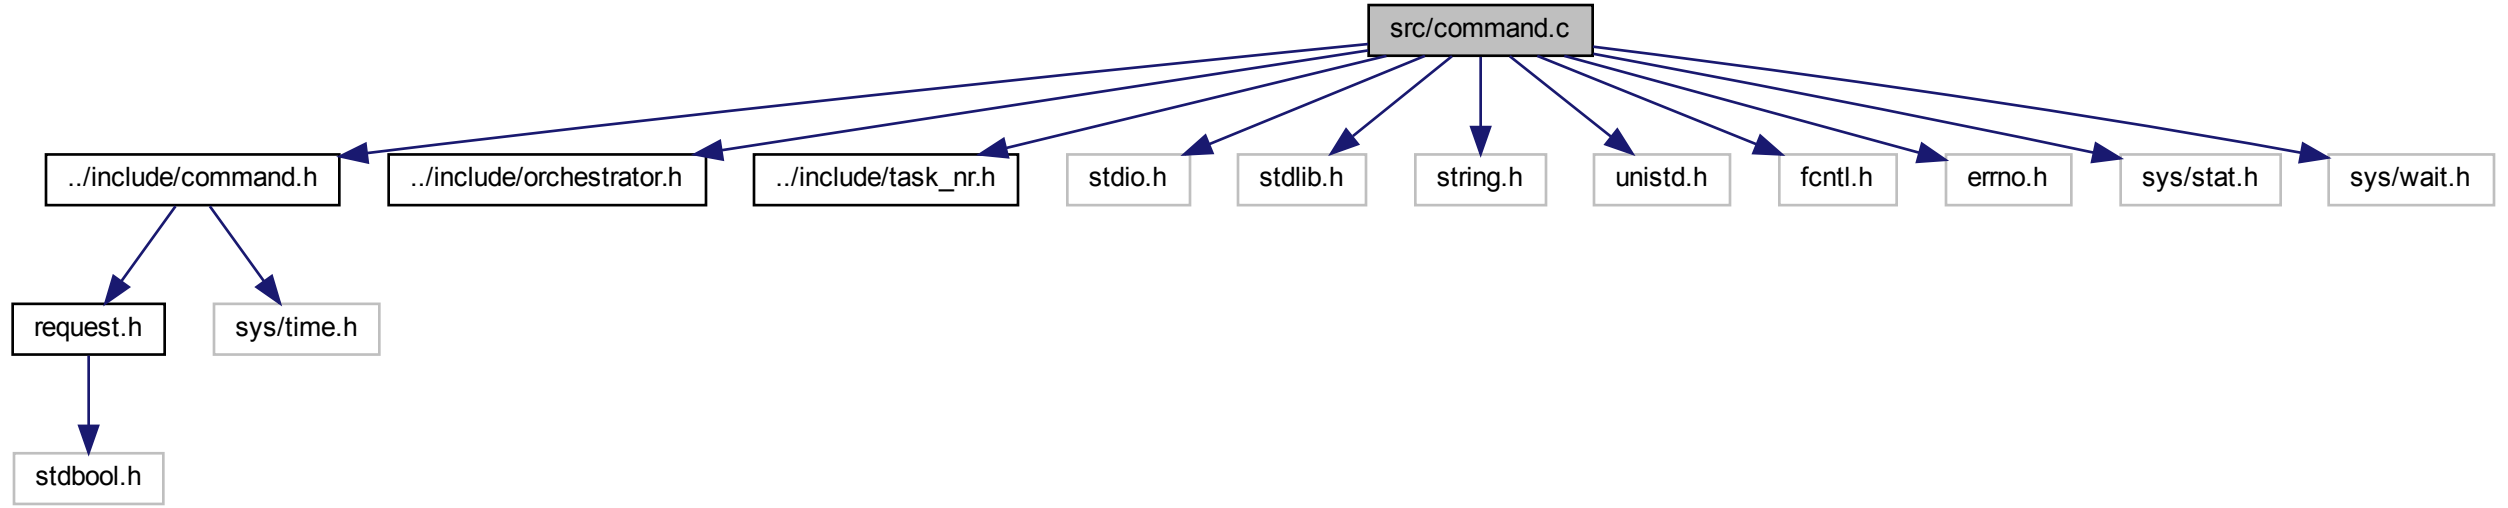 src/command.c
../include/command.h
../include/orchestrator.h
../include/task_nr.h
stdio.h
stdlib.h
string.h
unistd.h
fcntl.h
errno.h
sys/stat.h
sys/wait.h
request.h
sys/time.h
stdbool.h